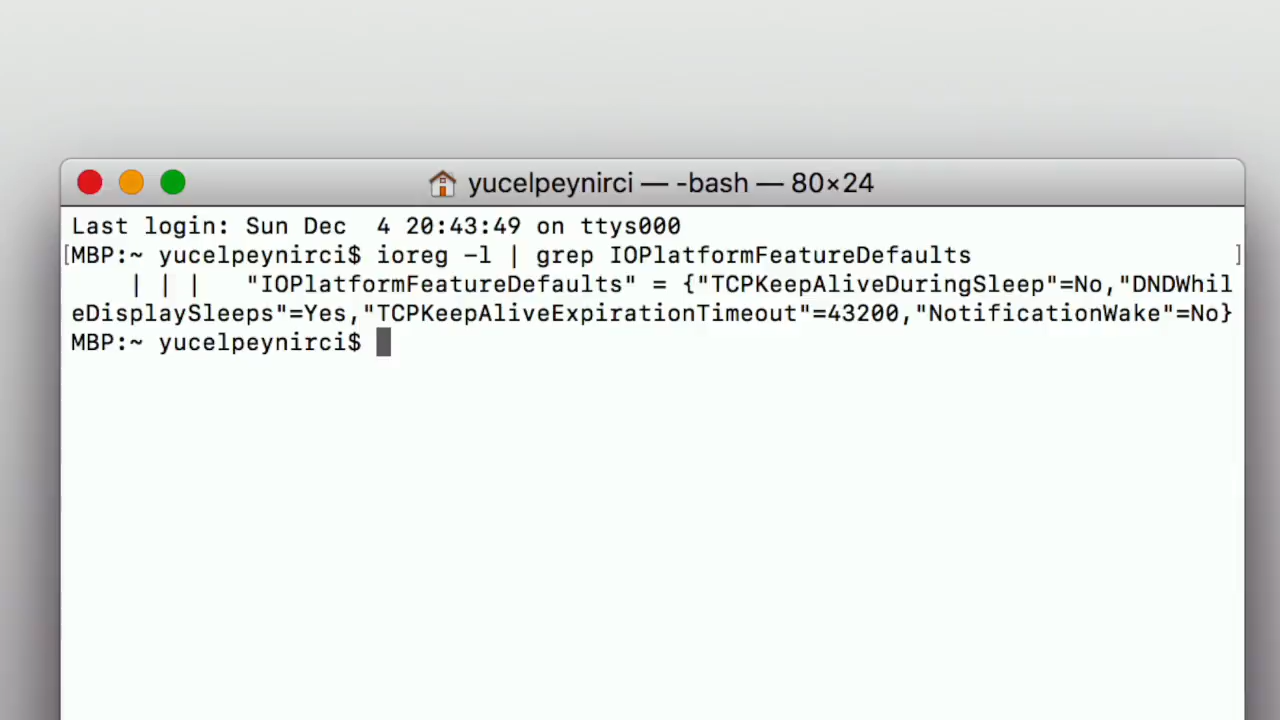 yucelpeynirci — -bash — 80×24
Last login: Sun Dec  4 20:43:49 on ttys000
[MBP:~ yucelpeynirci$ ioreg -l | grep IOPlatformFeatureDefaults ]
    | | |   "IOPlatformFeatureDefaults" = {"TCPKeepAliveDuringSleep"=No,"DNDWhil
eDisplaySleeps"=Yes,"TCPKeepAliveExpirationTimeout"=43200,"NotificationWake"=No}
MBP:~ yucelpeynirci$